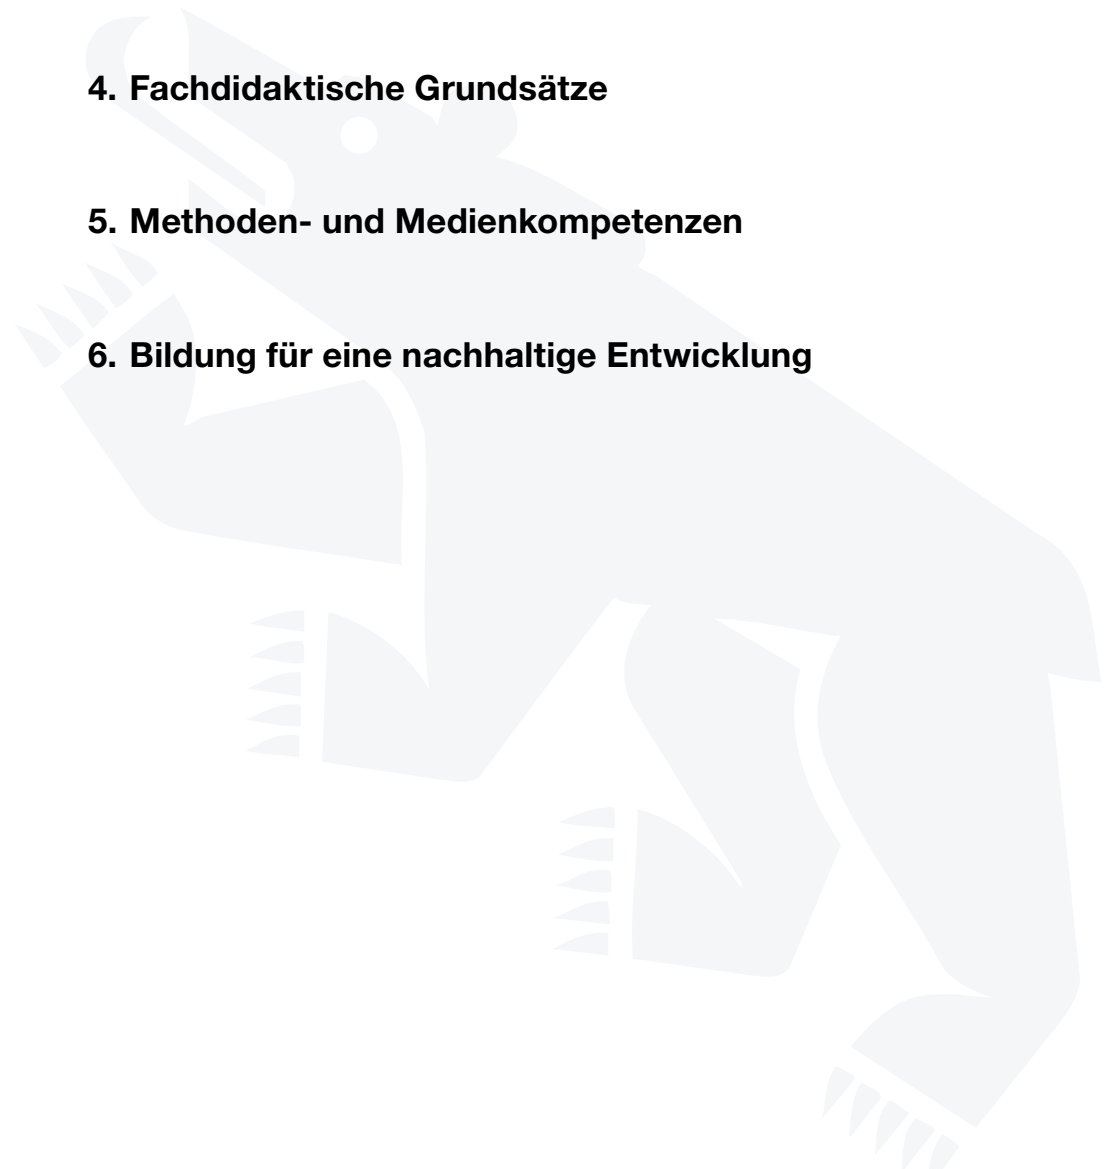 4. Fachdidaktische Grundsätze
5. Methoden- und Medienkompetenzen
6. Bildung für eine nachhaltige Entwicklung